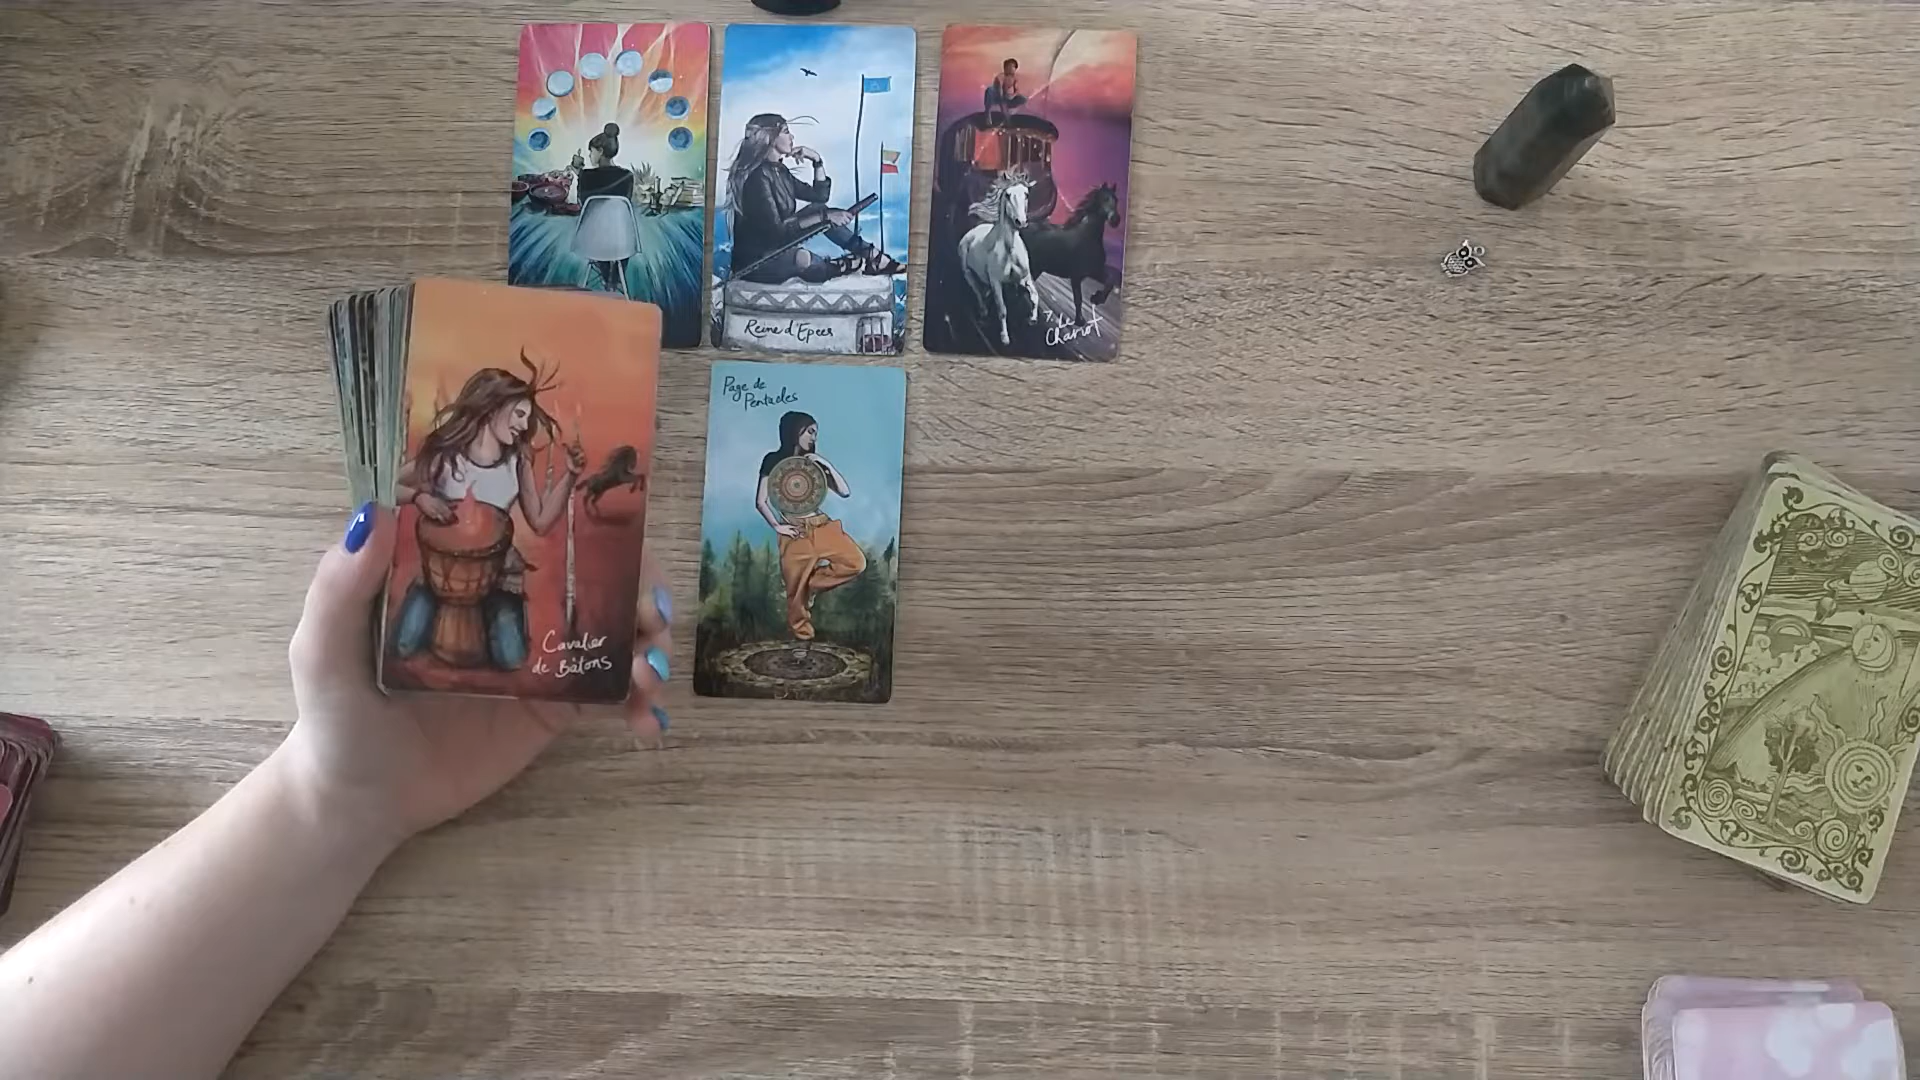 Reine d'Epees
7. Le
Chariot
Page de
Pentacles
Cavalier
de Bâtons